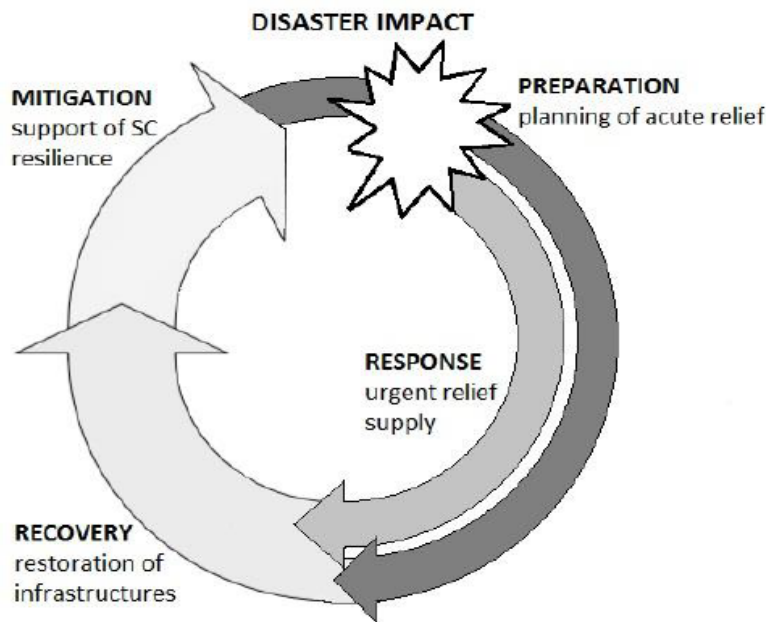 DISASTER IMPACT
MITIGATION
support of SC
resilience
PREPARATION
planning of acute relief
RESPONSE
urgent relief
supply
RECOVERY
restoration of
infrastructures